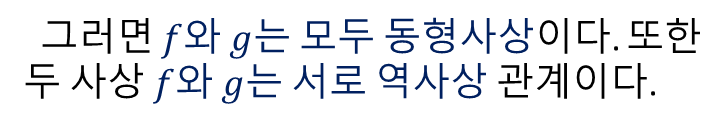 그러면 f와 g는 모두 동형사상이다. 또한
두 사상 f와 g는 서로 역사상 관계이다.